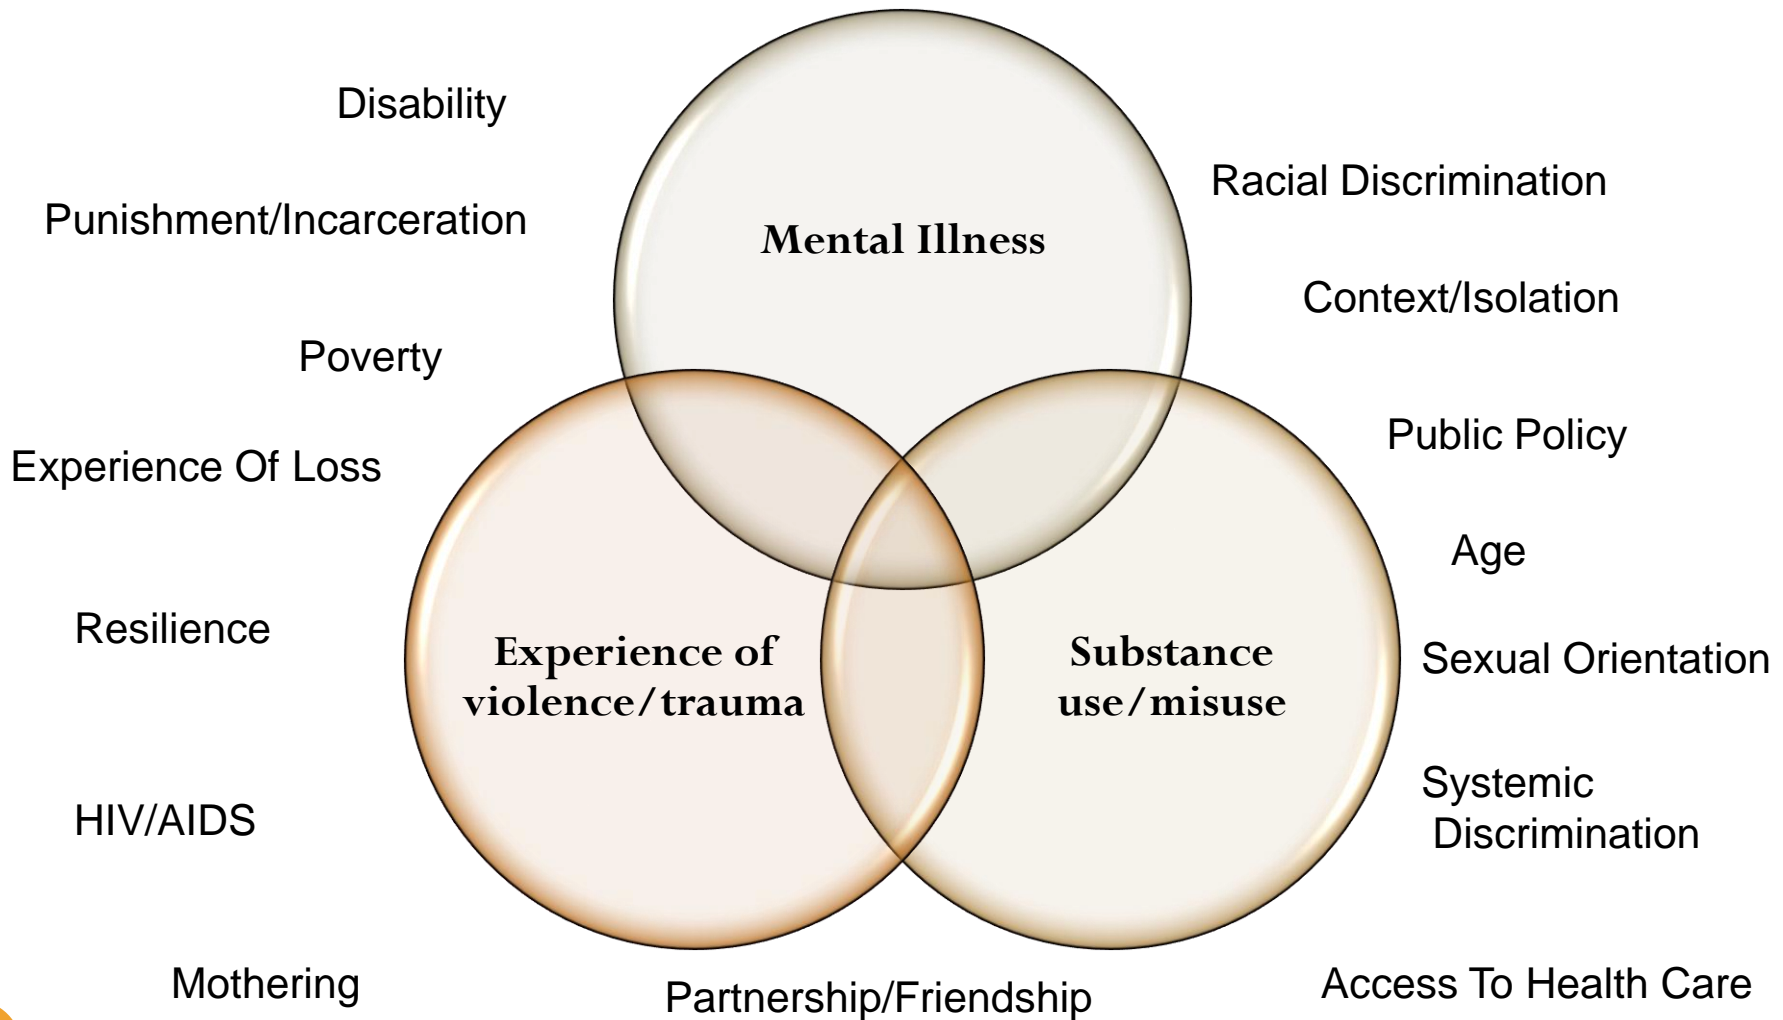 Disability
Racial Discrimination
Punishment/Incarceration
Mental Illness
Context/Isolation
Poverty
Public Policy
Experience Of Loss
Age
Resilience
Experience of
violence/trauma
Substance
use/misuse
Sexual Orientation
HIV/AIDS
Systemic
Discrimination
Mothering
Partnership/Friendship
Access To Health Care